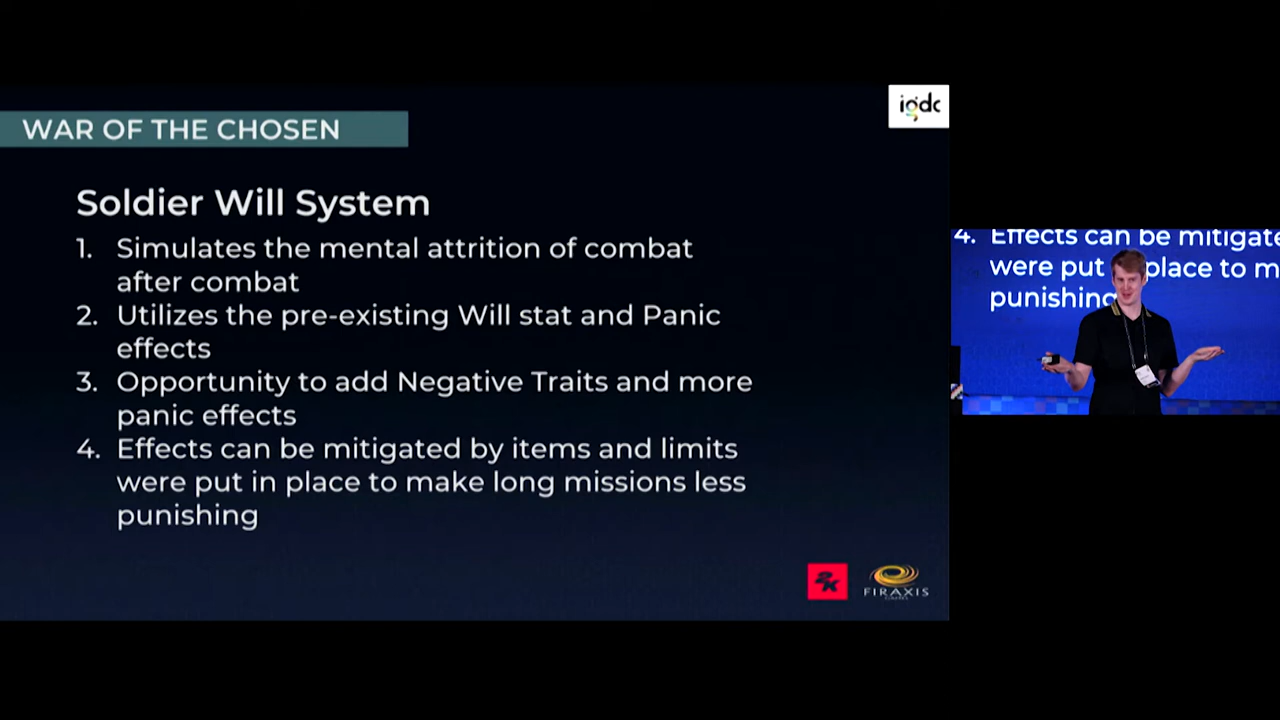 igdc
WAR OF THE CHOSEN
Soldier Will System
1. Simulates the mental attrition of combat
after combat
2. Utilizes the pre-existing Will stat and Panic
effects
3. Opportunity to add Negative Traits and more
panic effects
4. Effects can be mitigated by items and limits
were put in place to make long missions less
punishing
2K
FIRAXIS
GAMES
4. Effects can be mitigate
were put place to m
punishing